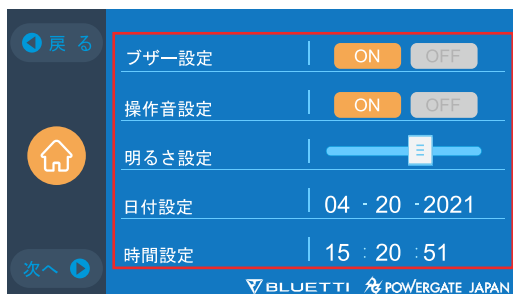 戻る
ブザー設定 ON OFF
操作音設定 ON OFF
明るさ設定
日付設定 04 - 20 - 2021
時間設定 15 : 20 : 51
次へ
BLUETTI POWERGATE JAPAN